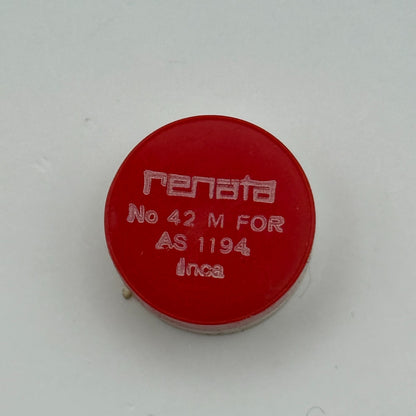 renata
No 42 M FOR
AS 1194
Inca